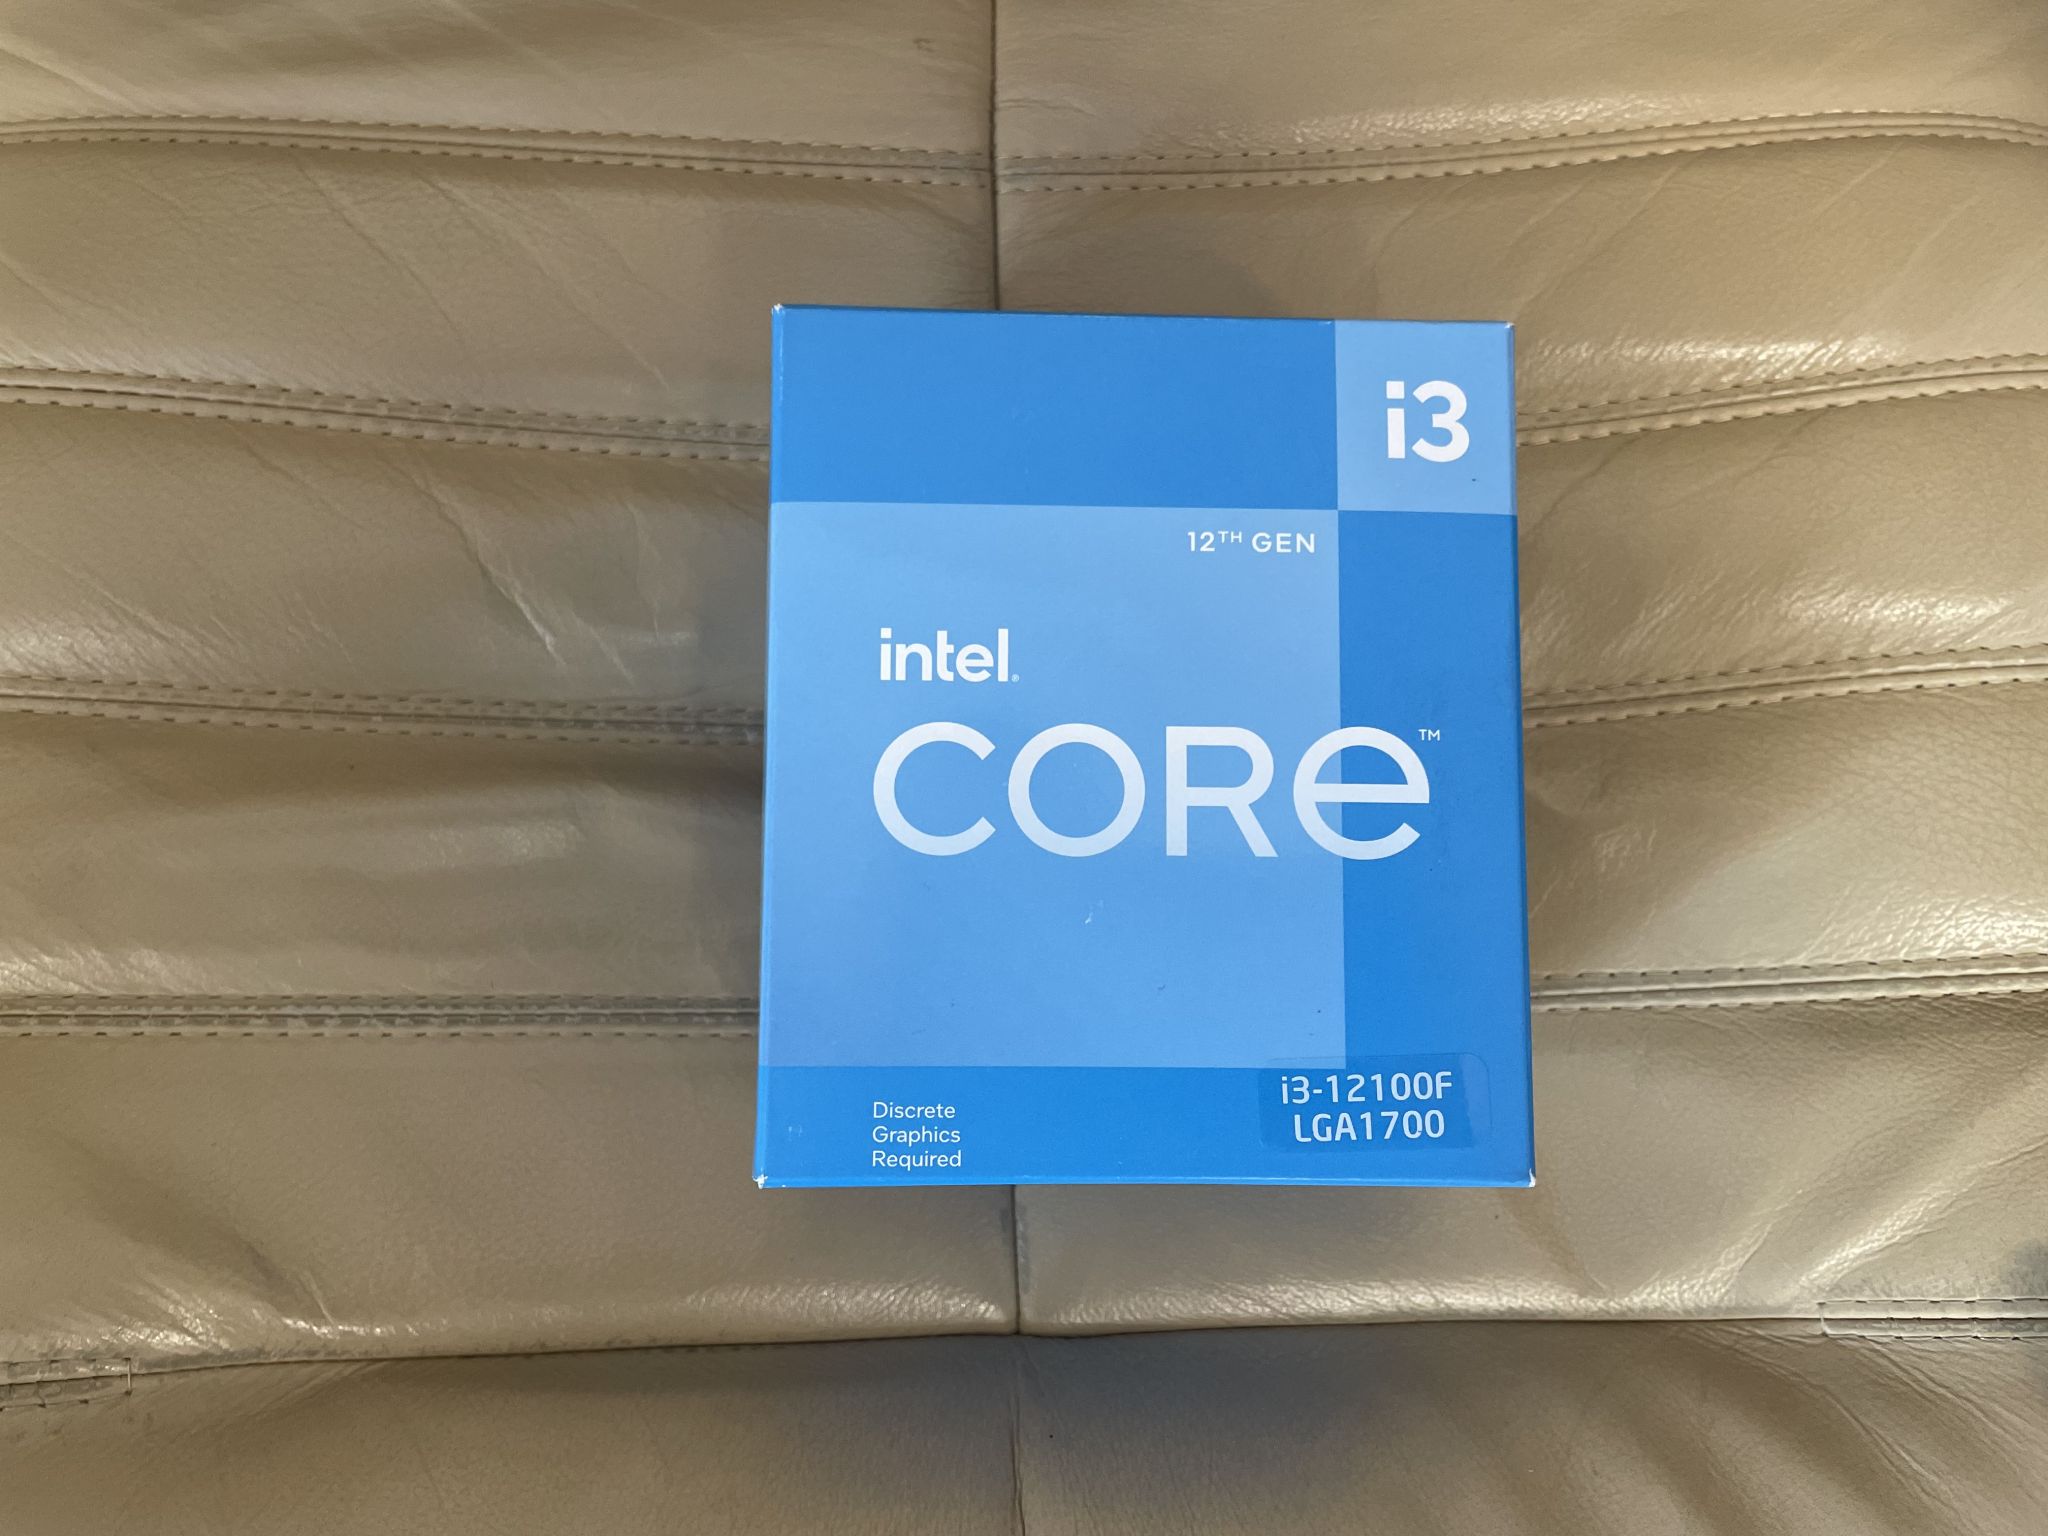 i3
12TH GEN
intel®
CORe™
Discrete
Graphics
Required
i3-12100F
LGA1700